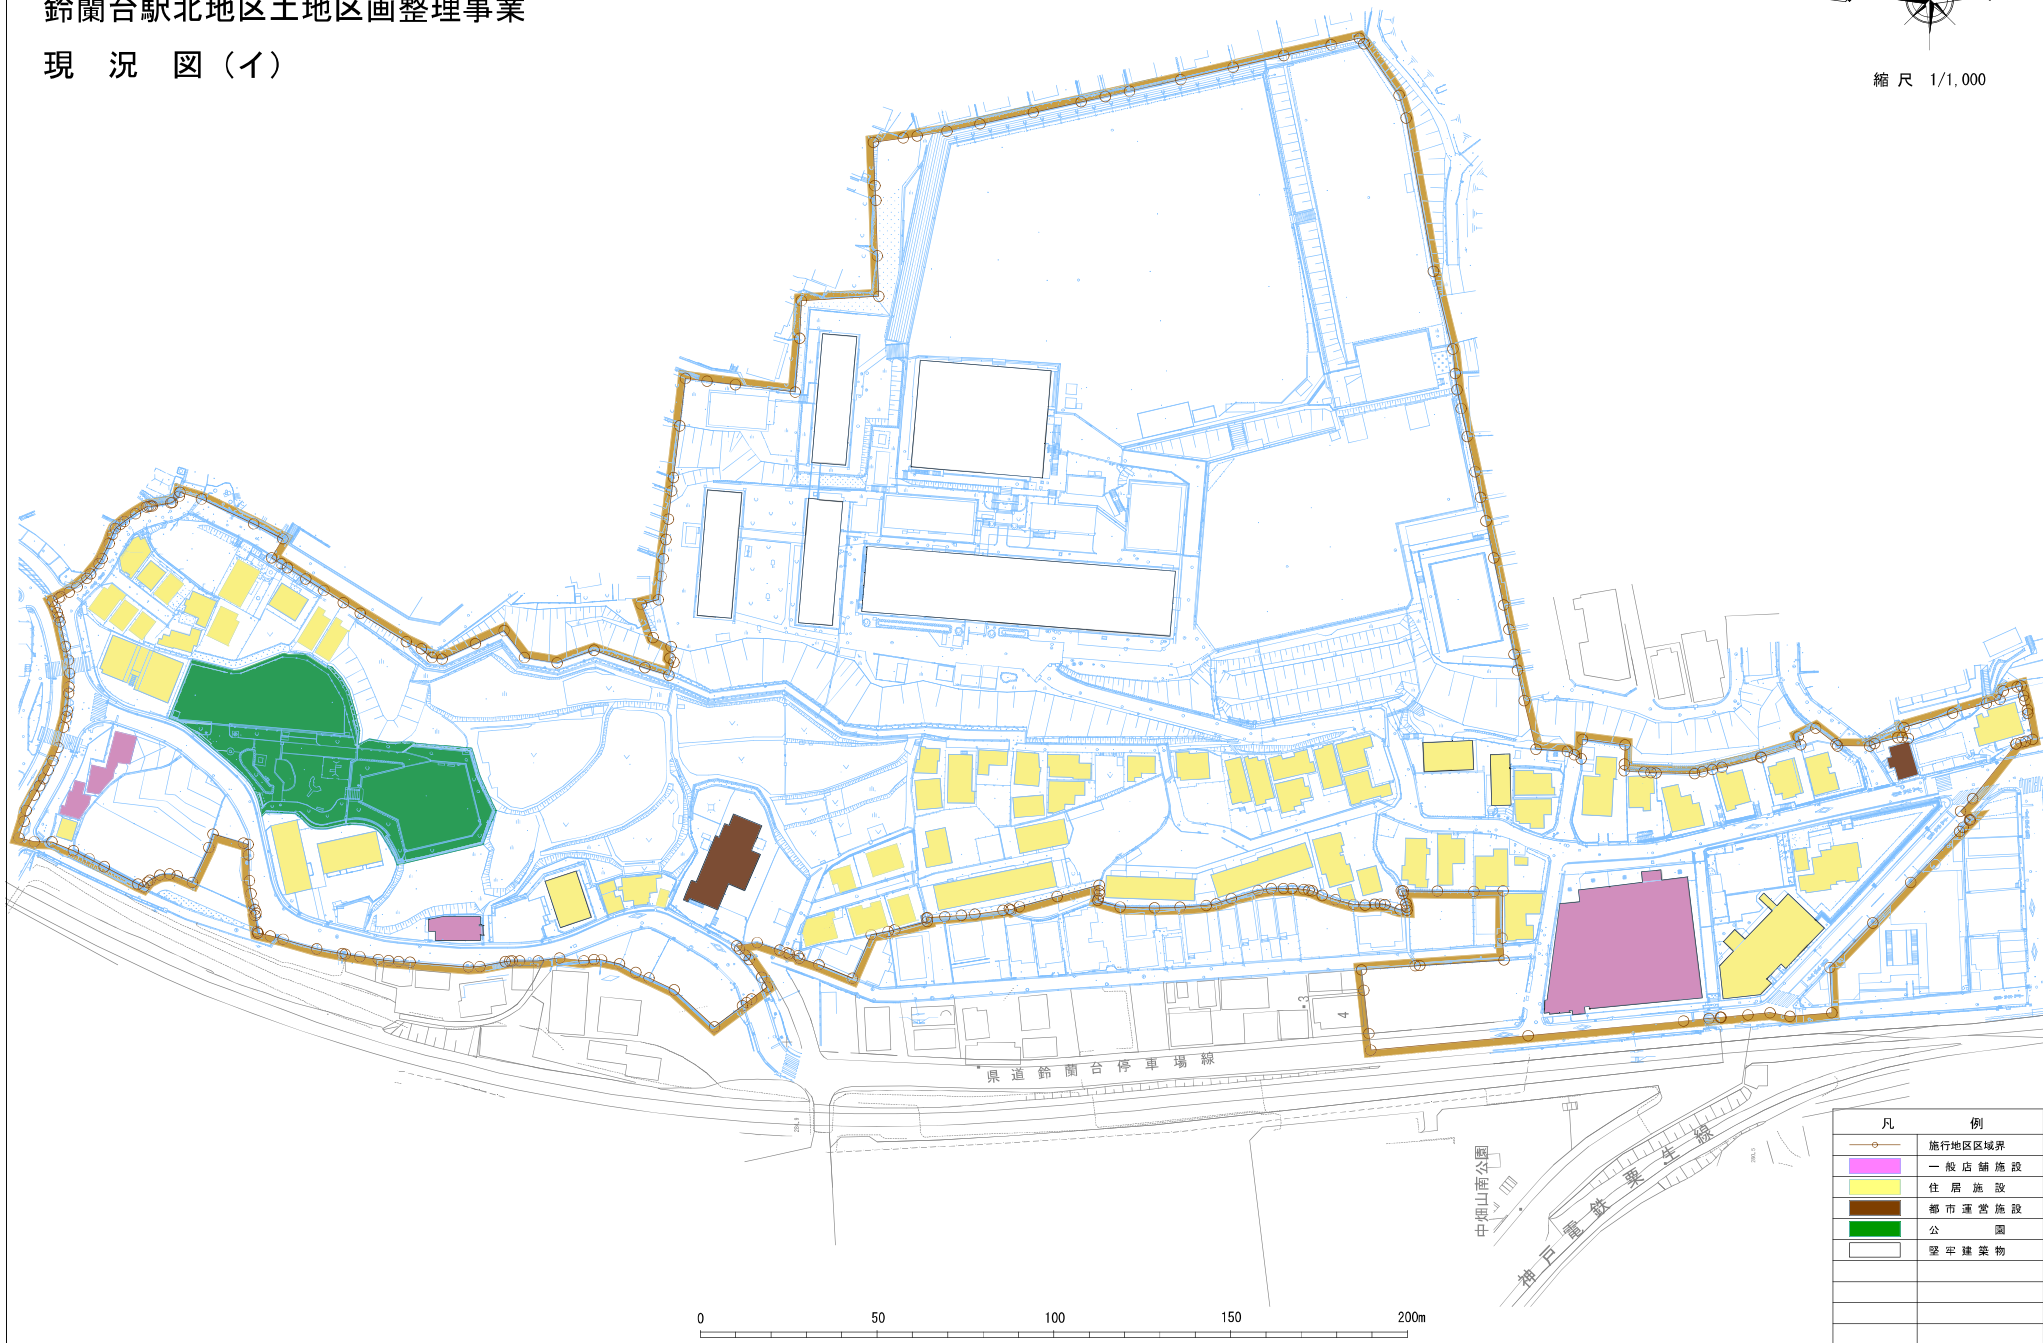 鈴蘭台駅北地区土地区画整理事業
現 況 図（イ）
縮 尺 1/1,000
3
4
県道鈴蘭台停車場線
中畑山南公園
神戸電鉄粟生線
凡 例
施行地区区域界
一般店舗施設
住居施設
都市運営施設
公 園
堅牢建築物
0 50 100 150 200m